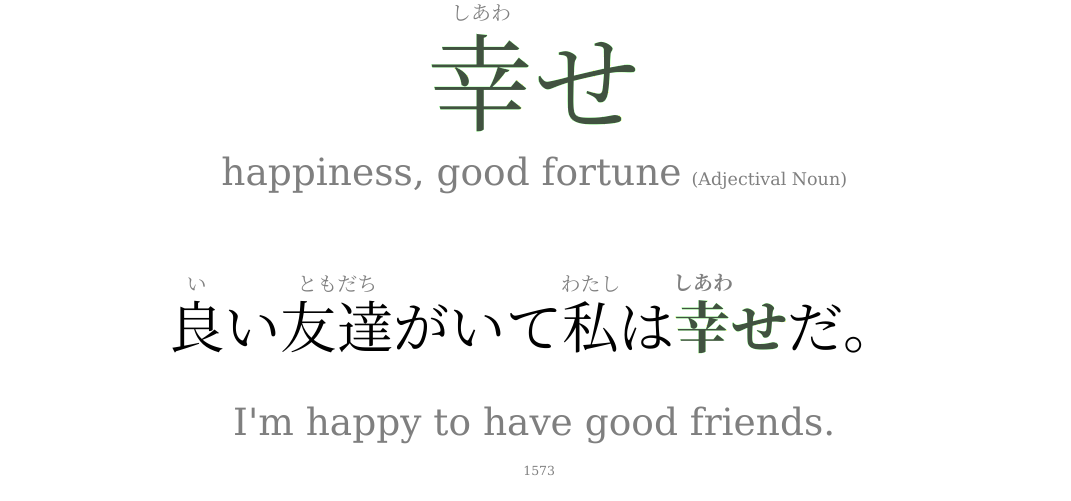 しあわ
幸せ
happiness, good fortune (Adjectival Noun)
い ともだち わたし しあわ
良い友達がいて私は幸せだ。
I'm happy to have good friends.
1573